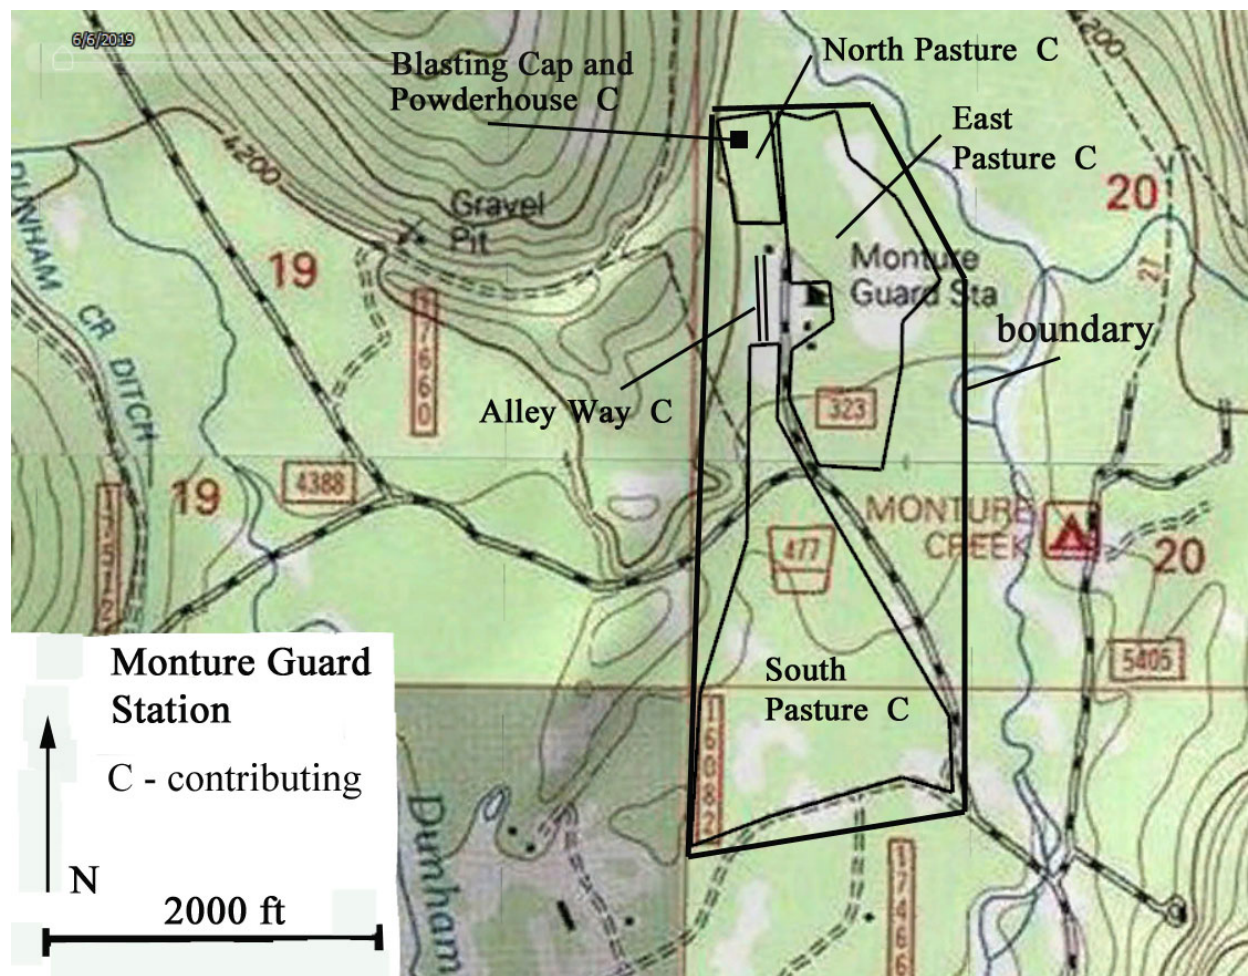 6/6/2019
Blasting Cap and
Powderhouse C
North Pasture C
East
Pasture C
4200
4200
Gravel
Pit
DUNHAM CR DITCH
19
20
27
17660
Monture
Guard Sta
boundary
Alley Way C
323
4388
19
MONTURE
CREEK
477
20
5405
South
Pasture C
16082
17466
Dunham
Monture Guard
Station
C - contributing
N
2000 ft